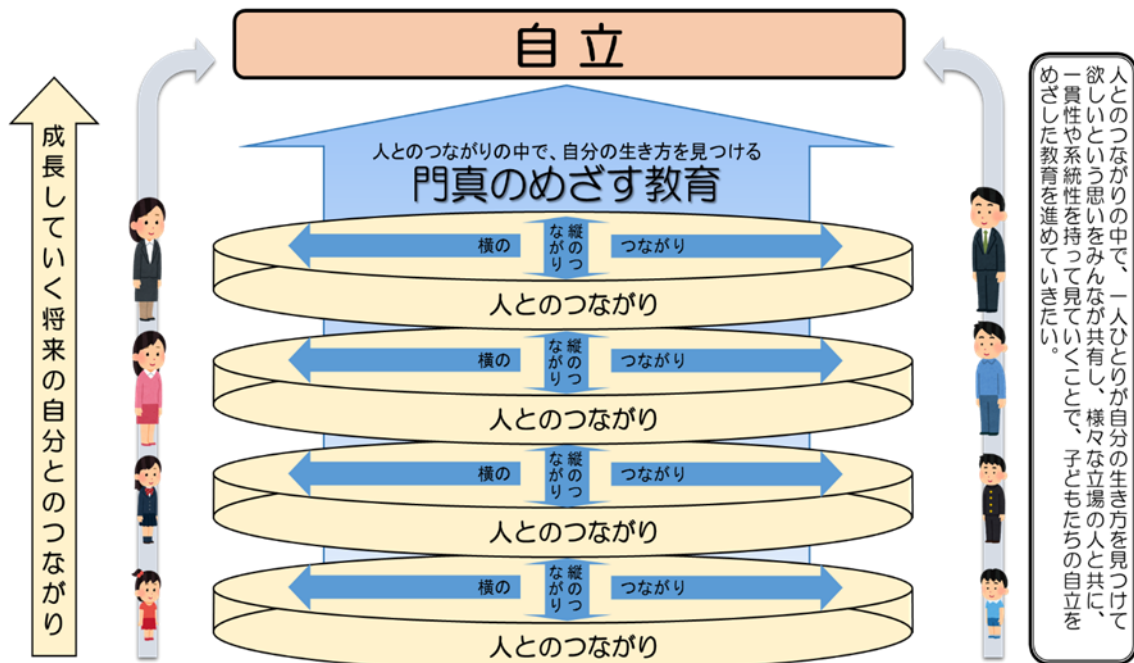 自立
成長していく将来の自分とのつながり
人とのつながりの中で、自分の生き方を見つける
門真のめざす教育
横の 縦のつながり つながり
人とのつながり
横の 縦のつながり つながり
人とのつながり
横の 縦のつながり つながり
人とのつながり
横の 縦のつながり つながり
人とのつながり
人とのつながりの中で、一人ひとりが自分の生き方を見つけて
欲しいという思いをみんなが共有し、様々な立場の人と共に、
一貫性や系統性を持って見ていくことで、子どもたちの自立を
めざした教育を進めていきたい。